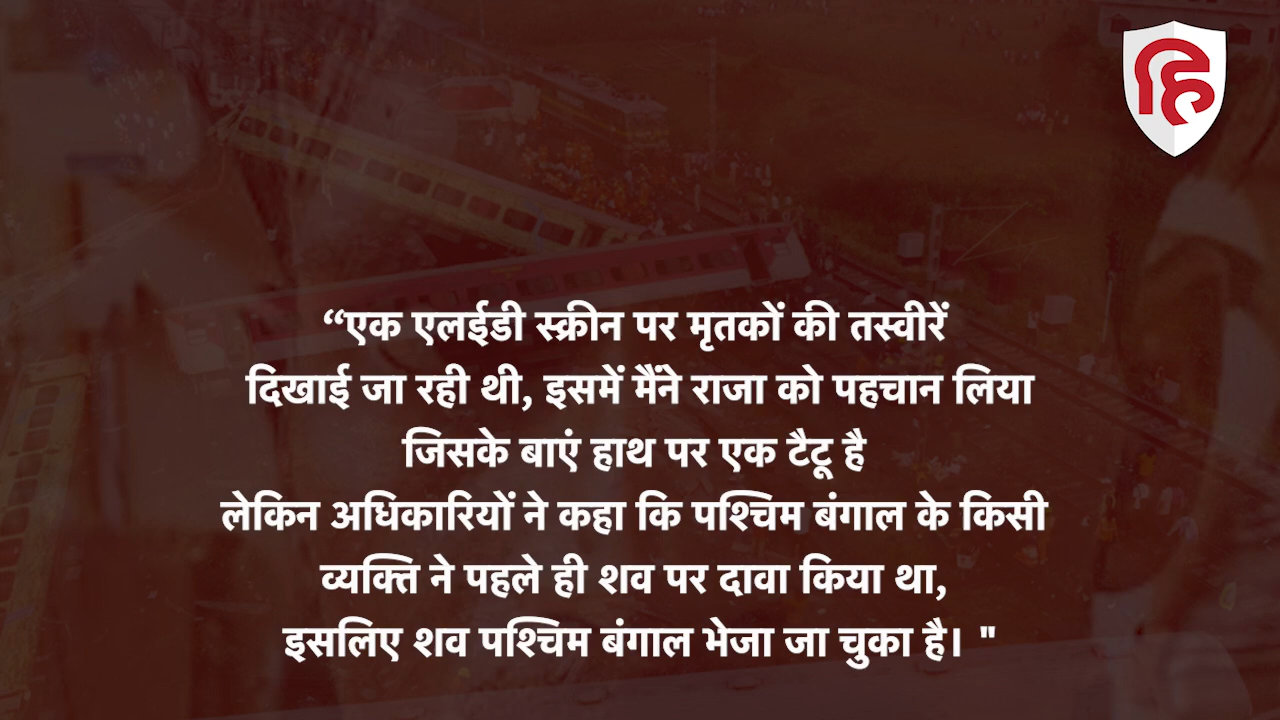 हि
“एक एलईडी स्क्रीन पर मृतकों की तस्वीरें
दिखाई जा रही थी, इसमें मैंने राजा को पहचान लिया
जिसके बाएं हाथ पर एक टैटू है
लेकिन अधिकारियों ने कहा कि पश्चिम बंगाल के किसी
व्यक्ति ने पहले ही शव पर दावा किया था,
इसलिए शव पश्चिम बंगाल भेजा जा चुका है। "